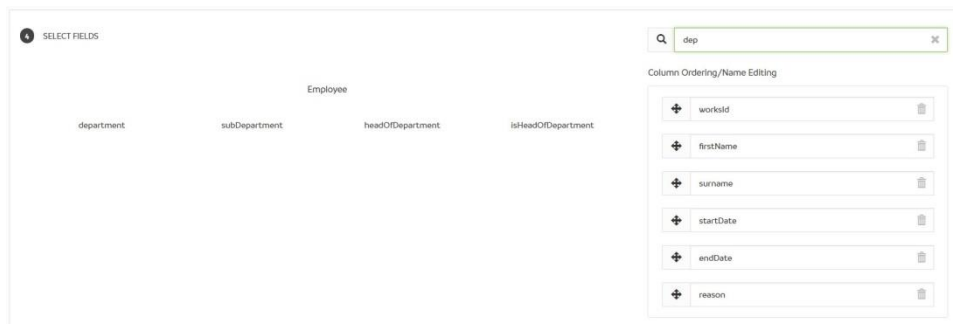 4 SELECT FIELDS
dep
Column Ordering/Name Editing
Employee
department subDepartment headOfDepartment isHeadOfDepartment
worksId
firstName
surname
startDate
endDate
reason